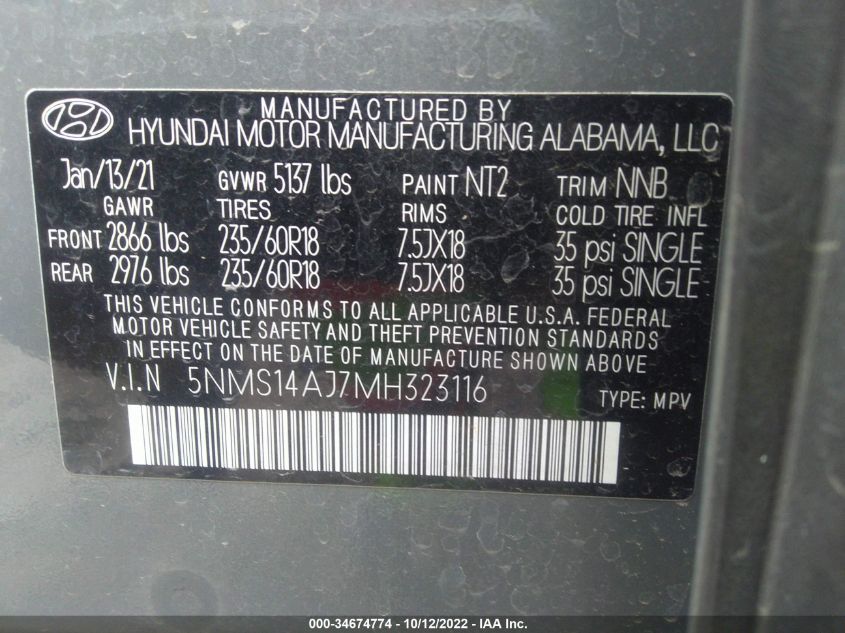 MANUFACTURED BY
HYUNDAI MOTOR MANUFACTURING ALABAMA, LLC
Jan/13/21 GVWR 5137 lbs PAINT NT2 TRIM NNB
GAWR TIRES RIMS COLD TIRE INFL
FRONT 2866 lbs 235/60R18 7.5JX18 35 psi SINGLE
REAR 2976 lbs 235/60R18 7.5JX18 35 psi SINGLE
THIS VEHICLE CONFORMS TO ALL APPLICABLE U.S.A. FEDERAL
MOTOR VEHICLE SAFETY AND THEFT PREVENTION STANDARDS
IN EFFECT ON THE DATE OF MANUFACTURE SHOWN ABOVE.
V.I.N 5NMS14AJ7MH323116 TYPE: MPV
000-34674774 - 10/12/2022 - IAA Inc.